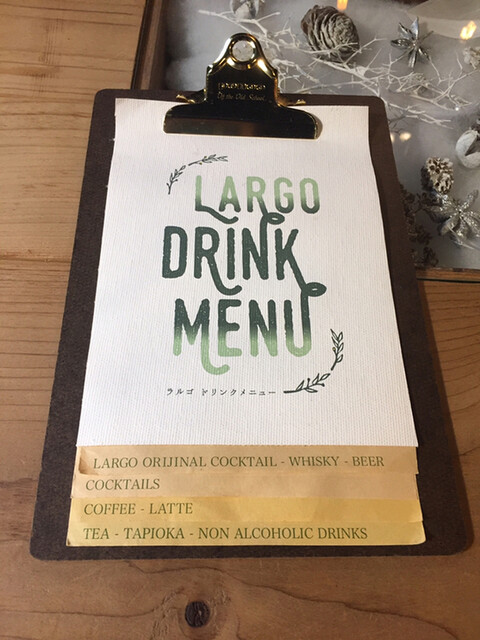 LARGO
DRINK
MENU
ラルゴ ドリンクメニュー
LARGO ORIJINAL COCKTAIL - WHISKY - BEER
COCKTAILS
COFFEE - LATTE
TEA - TAPIOKA - NON ALCOHOLIC DRINKS